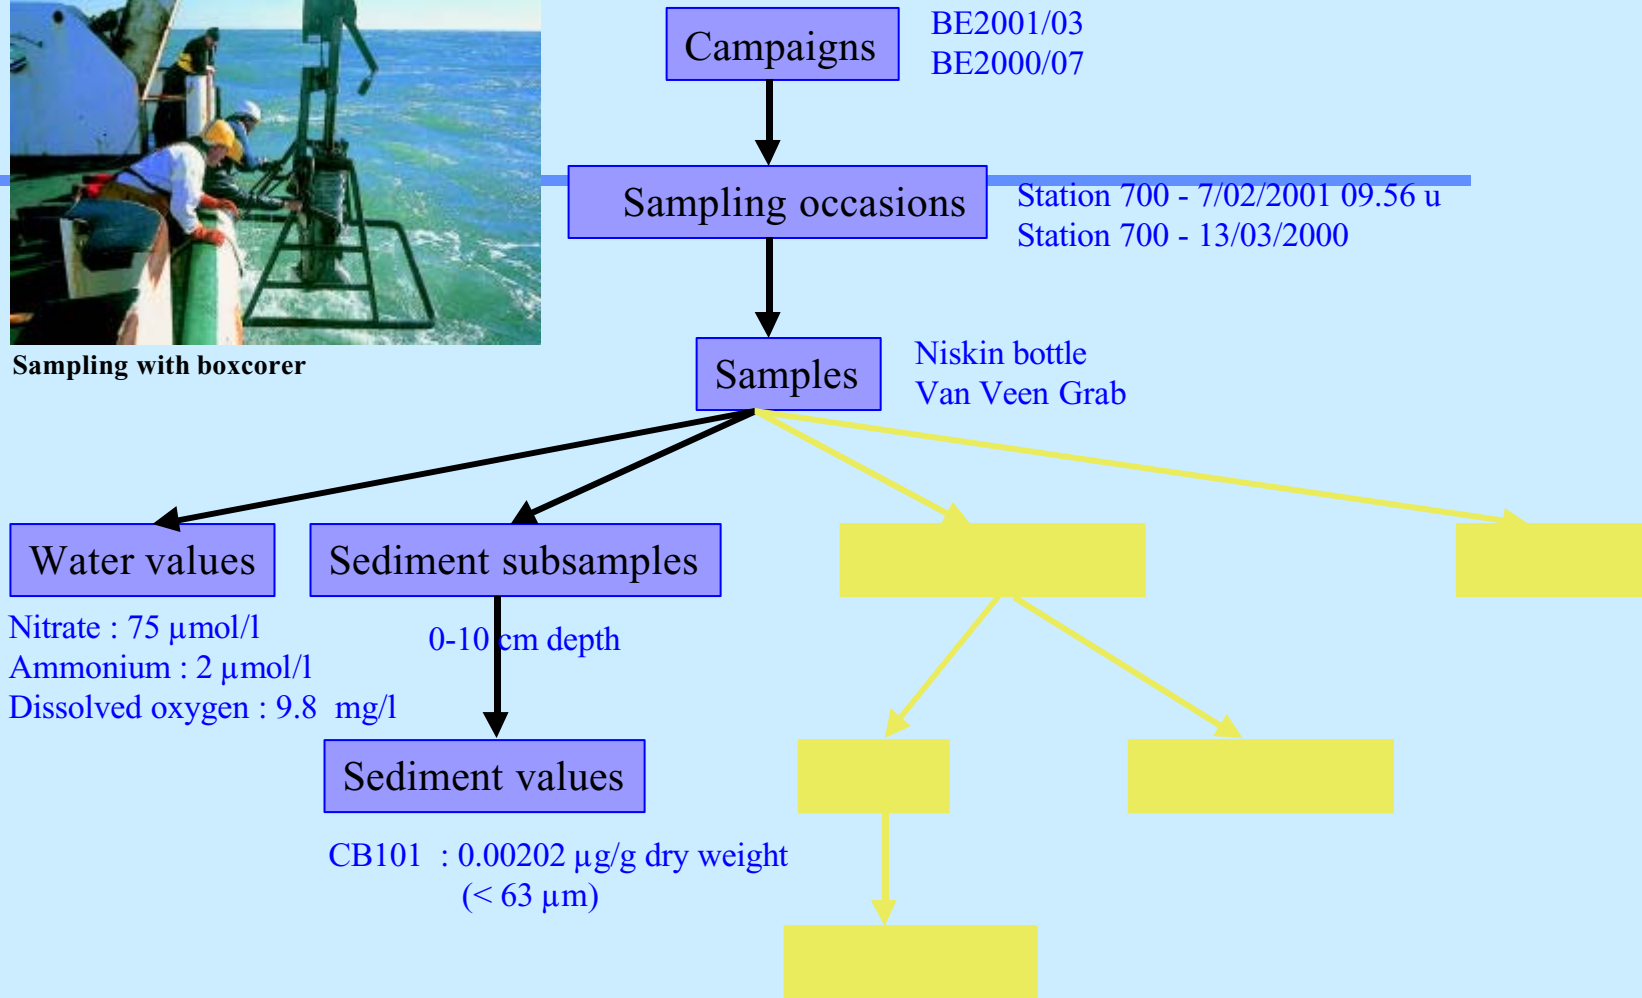 Campaigns
BE2001/03
BE2000/07
Sampling occasions
Station 700 - 7/02/2001 09.56 u
Station 700 - 13/03/2000
Sampling with boxcorer
Samples
Niskin bottle
Van Veen Grab
Water values
Sediment subsamples
Nitrate : 75 µmol/l
Ammonium : 2 µmol/l
Dissolved oxygen : 9.8 mg/l
0-10 cm depth
Sediment values
CB101 : 0.00202 µg/g dry weight
(< 63 µm)